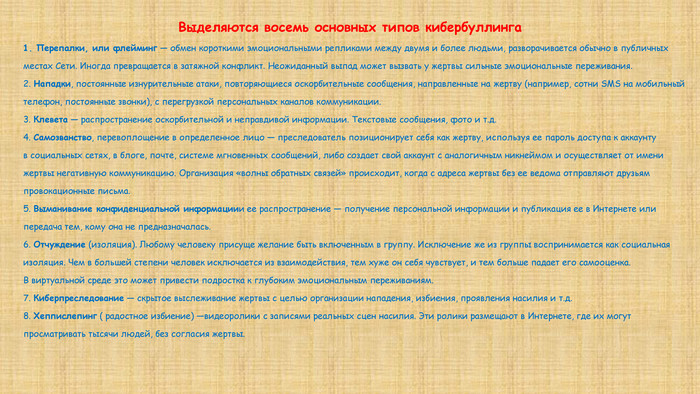 Выделяются восемь основных типов кибербуллинга
1. Перепалки, или флейминг — обмен короткими эмоциональными репликами между двумя и более людьми, разворачивается обычно в публичных
местах Сети. Иногда превращается в затяжной конфликт. Неожиданный выпад может вызвать у жертвы сильные эмоциональные переживания.
2. Нападки, постоянные изнурительные атаки, повторяющиеся оскорбительные сообщения, направленные на жертву (например, сотни SMS на мобильный
телефон, постоянные звонки), с перегрузкой персональных каналов коммуникации.
3. Клевета — распространение оскорбительной и неправдивой информации. Текстовые сообщения, фото и т.д.
4. Самозванство, перевоплощение в определенное лицо — преследователь позиционирует себя как жертву, используя ее пароль доступа к аккаунту
в социальных сетях, в блоге, почте, системе мгновенных сообщений, либо создает свой аккаунт с аналогичным никнеймом и осуществляет от имени
жертвы негативную коммуникацию. Организация «волны обратных связей» происходит, когда с адреса жертвы без ее ведома отправляют друзьям
провокационные письма.
5. Выманивание конфиденциальной информациии ее распространение — получение персональной информации и публикация ее в Интернете или
передача тем, кому она не предназначалась.
6. Отчуждение (изоляция). Любому человеку присуще желание быть включенным в группу. Исключение же из группы воспринимается как социальная
изоляция. Чем в большей степени человек исключается из взаимодействия, тем хуже он себя чувствует, и тем больше падает его самооценка.
В виртуальной среде это может привести подростка к глубоким эмоциональным переживаниям.
7. Киберпреследование — скрытое выслеживание жертвы с целью организации нападения, избиения, проявления насилия и т.д.
8. Хеппислепинг ( радостное избиение) —видеоролики с записями реальных сцен насилия. Эти ролики размещают в Интернете, где их могут
просматривать тысячи людей, без согласия жертвы.